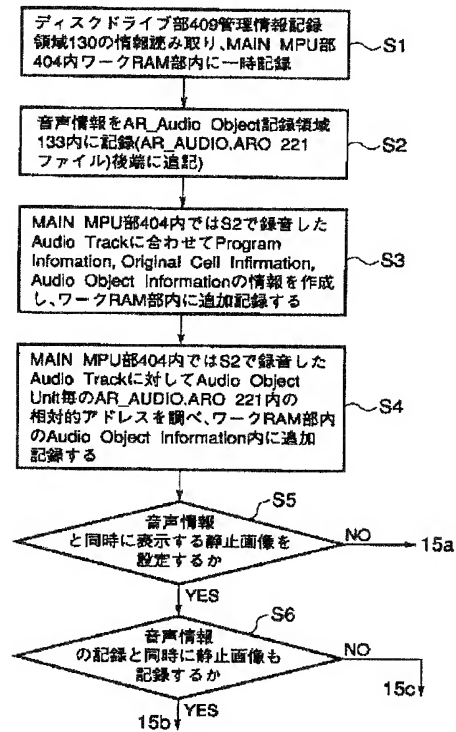 ディスクドライブ部409管理情報記録
領域130の情報読み取り、MAIN MPU部
404内ワークRAM部内に一時記録
S1
音声情報をAR_Audio Object記録領域
133内に記録(AR_AUDIO.ARO 221
ファイル)後端に追記)
S2
MAIN MPU部404内ではS2で録音した
Audio Trackに合わせてProgram
Infomation, Original Cell Infirmation,
Audio Object Informationの情報を作成
し、ワークRAM部内に追加記録する
S3
MAIN MPU部404内ではS2で録音した
Audio Trackに対してAudio Object
Unit毎のAR_AUDIO.ARO 221内の
相対的アドレスを調べ、ワークRAM部内
のAudio Object Information内に追加
記録する
S4
S5
音声情報
と同時に表示する静止画像を
設定するか
NO
15a
YES
S6
音声情報
の記録と同時に静止画像も
記録するか
NO
15c
YES
15b